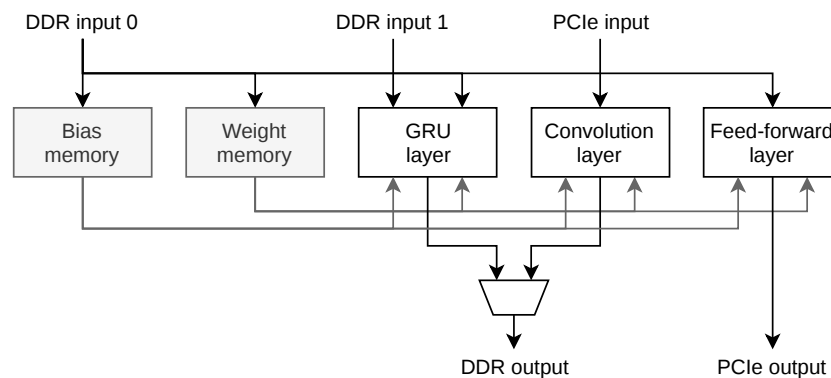 DDR input 0
DDR input 1
PCIe input
Bias
memory
Weight
memory
GRU
layer
Convolution
layer
Feed-forward
layer
DDR output
PCIe output